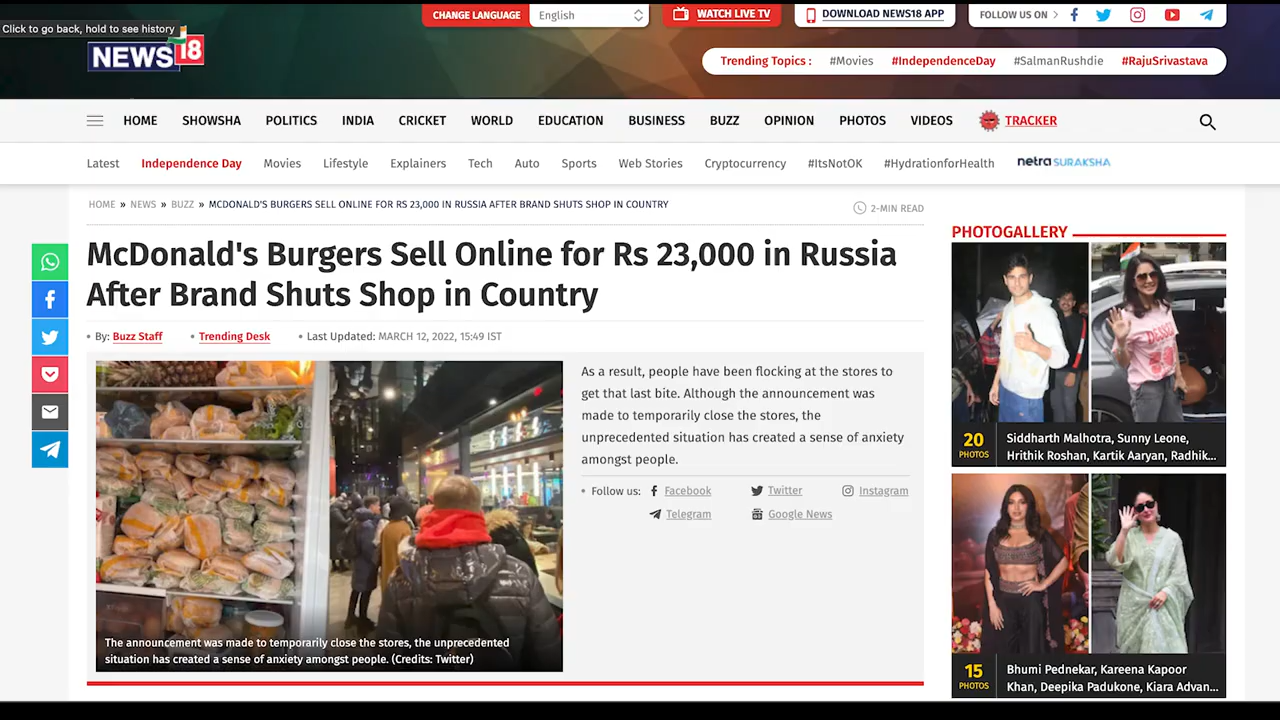 CHANGE LANGUAGE
English
WATCH LIVE TV
DOWNLOAD NEWS18 APP
FOLLOW US ON
Click to go back, hold to see history
NEWS18
Trending Topics : #Movies #IndependenceDay #SalmanRushdie #RajuSrivastava
HOME SHOWSHA POLITICS INDIA CRICKET WORLD EDUCATION BUSINESS BUZZ OPINION PHOTOS VIDEOS TRACKER
Latest Independence Day Movies Lifestyle Explainers Tech Auto Sports Web Stories Cryptocurrency #ItsNotOK #HydrationforHealth netra SURAKSHA
HOME » NEWS » BUZZ » MCDONALD'S BURGERS SELL ONLINE FOR RS 23,000 IN RUSSIA AFTER BRAND SHUTS SHOP IN COUNTRY
2-MIN READ
McDonald's Burgers Sell Online for Rs 23,000 in Russia
After Brand Shuts Shop in Country
• By: Buzz Staff • Trending Desk • Last Updated: MARCH 12, 2022, 15:49 IST
As a result, people have been flocking at the stores to
get that last bite. Although the announcement was
made to temporarily close the stores, the
unprecedented situation has created a sense of anxiety
amongst people.
• Follow us: Facebook Twitter Instagram
Telegram Google News
The announcement was made to temporarily close the stores, the unprecedented
situation has created a sense of anxiety amongst people. (Credits: Twitter)
PHOTOGALLERY
20
PHOTOS
Siddharth Malhotra, Sunny Leone,
Hrithik Roshan, Kartik Aaryan, Radhik...
15
PHOTOS
Bhumi Pednekar, Kareena Kapoor
Khan, Deepika Padukone, Kiara Advan...